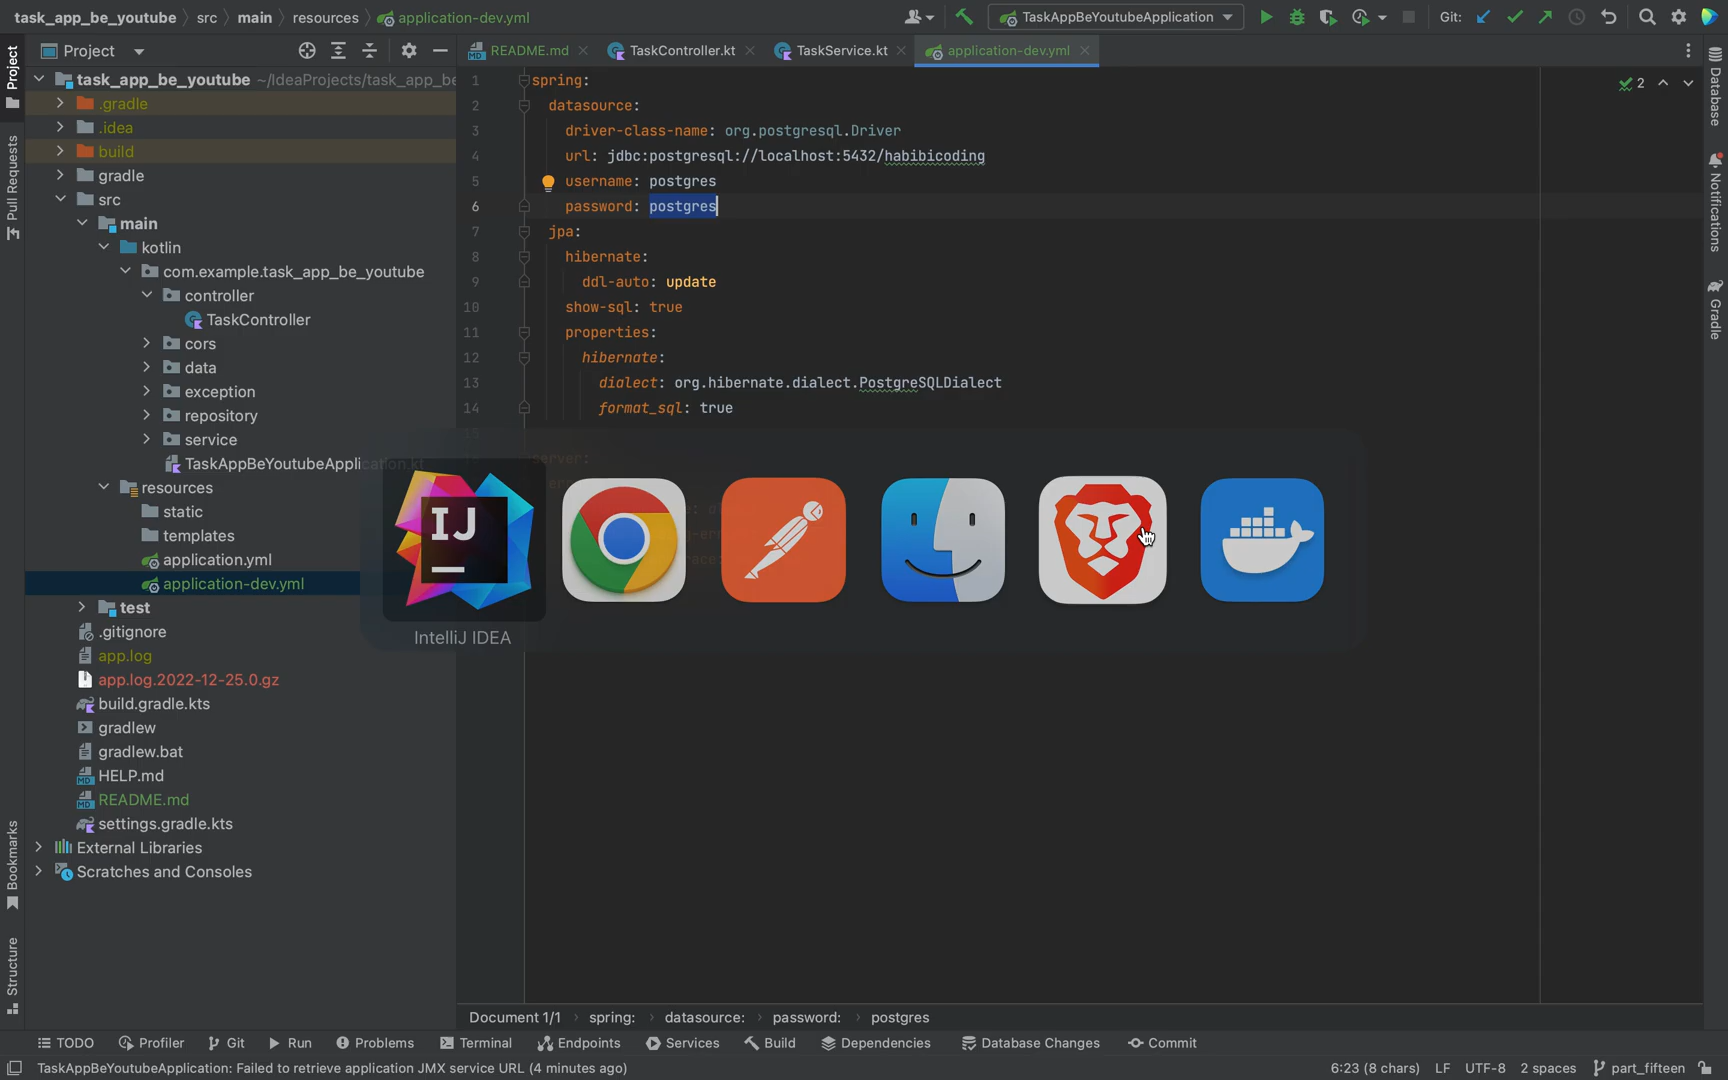 task_app_be_youtube src main resources application-dev.yml
TaskAppBeYoutubeApplication
Git:
Project
README.md
TaskController.kt
TaskService.kt
application-dev.yml
Project
Pull Requests
Bookmarks
Structure
task_app_be_youtube ~/IdeaProjects/task_app_be
.gradle
.idea
build
gradle
src
main
kotlin
com.example.task_app_be_youtube
controller
TaskController
cors
data
exception
repository
service
TaskAppBeYoutubeApplication.kt
resources
static
templates
application.yml
application-dev.yml
test
.gitignore
app.log
app.log.2022-12-25.0.gz
build.gradle.kts
gradlew
gradlew.bat
HELP.md
README.md
settings.gradle.kts
External Libraries
Scratches and Consoles
1 spring:
2 datasource:
3 driver-class-name: org.postgresql.Driver
4 url: jdbc:postgresql://localhost:5432/habibicoding
5 username: postgres
6 password: postgres
7 jpa:
8 hibernate:
9 ddl-auto: update
10 show-sql: true
11 properties:
12 hibernate:
13 dialect: org.hibernate.dialect.PostgreSQLDialect
14 format_sql: true
15
server:
2
IJ
IntelliJ IDEA
Database
Notifications
Gradle
Document 1/1 spring: datasource: password: postgres
TODO Profiler Git Run Problems Terminal Endpoints Services Build Dependencies Database Changes Commit
TaskAppBeYoutubeApplication: Failed to retrieve application JMX service URL (4 minutes ago)
6:23 (8 chars) LF UTF-8 2 spaces part_fifteen